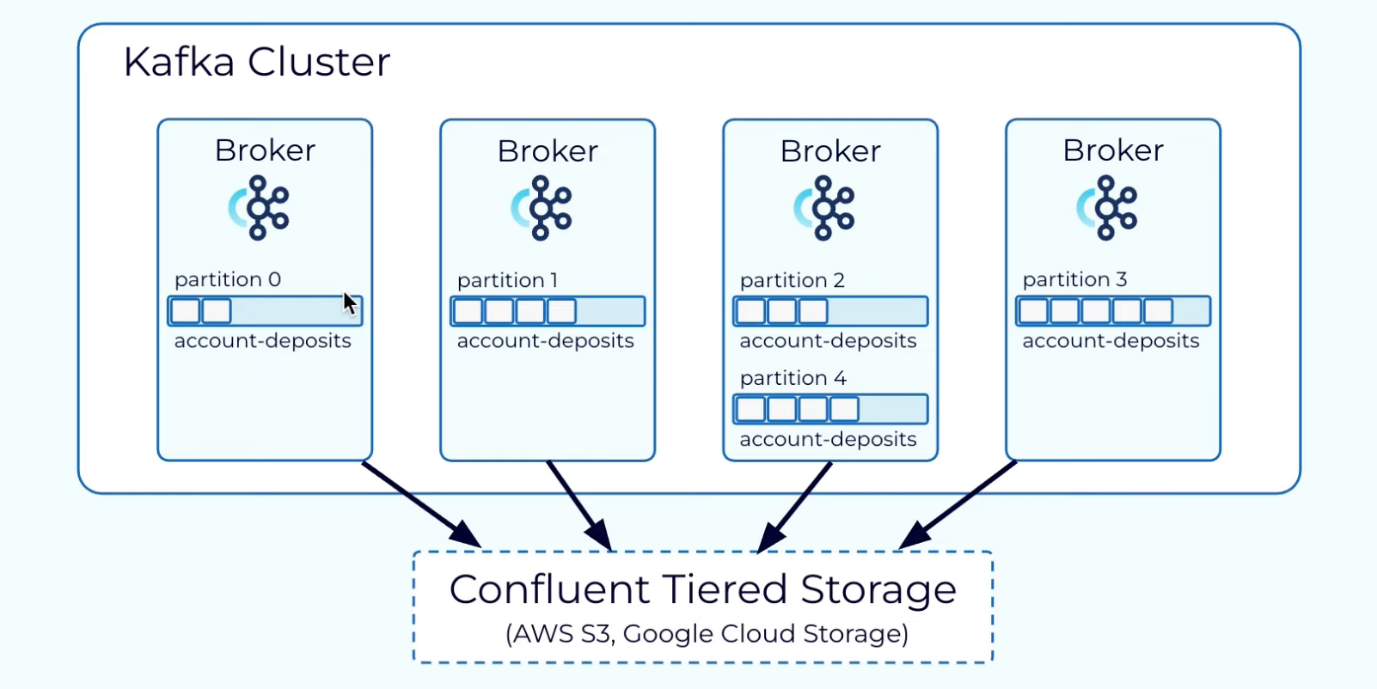 Kafka Cluster
Broker
partition 0
account-deposits
Broker
partition 1
account-deposits
Broker
partition 2
account-deposits
partition 4
account-deposits
Broker
partition 3
account-deposits
Confluent Tiered Storage
(AWS S3, Google Cloud Storage)